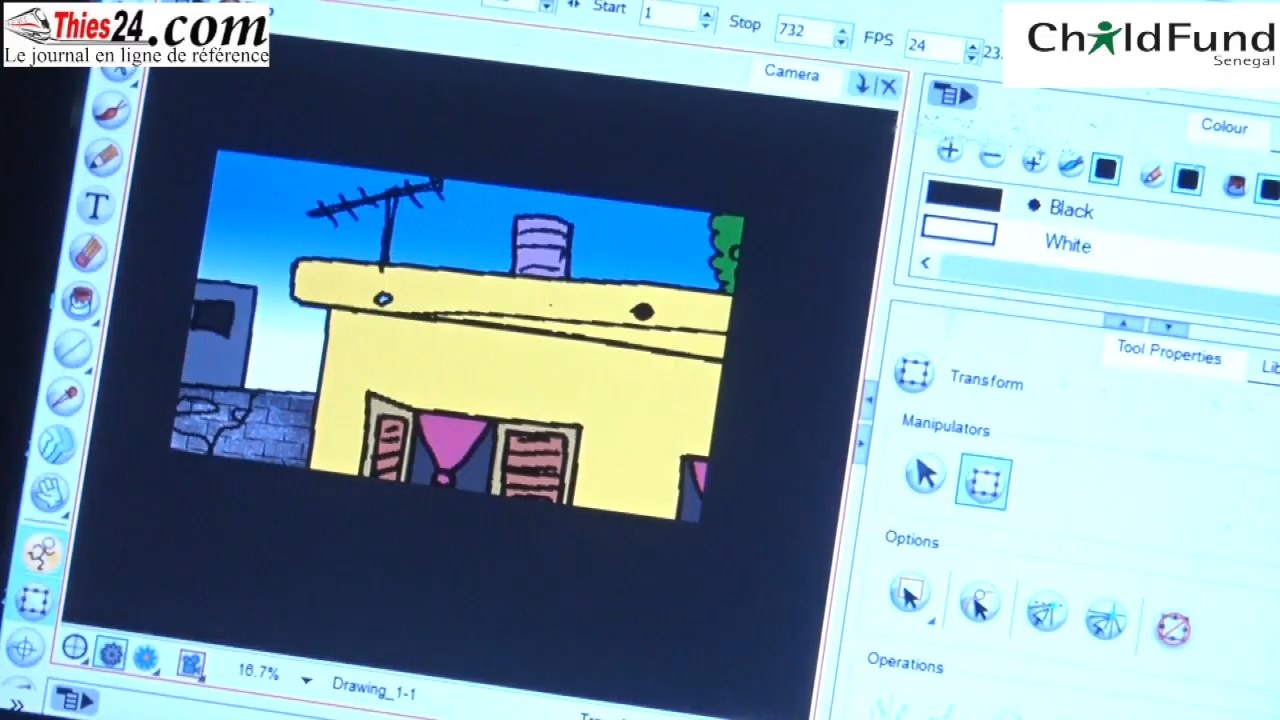 Thies24.com
Le journal en ligne de référence
ChildFund
Senegal
Start 1 Stop 732 FPS 24
Camera
Colour
Black
White
Tool Properties
Transform
Manipulators
Options
Operations
T
16.7%
Drawing_1-1